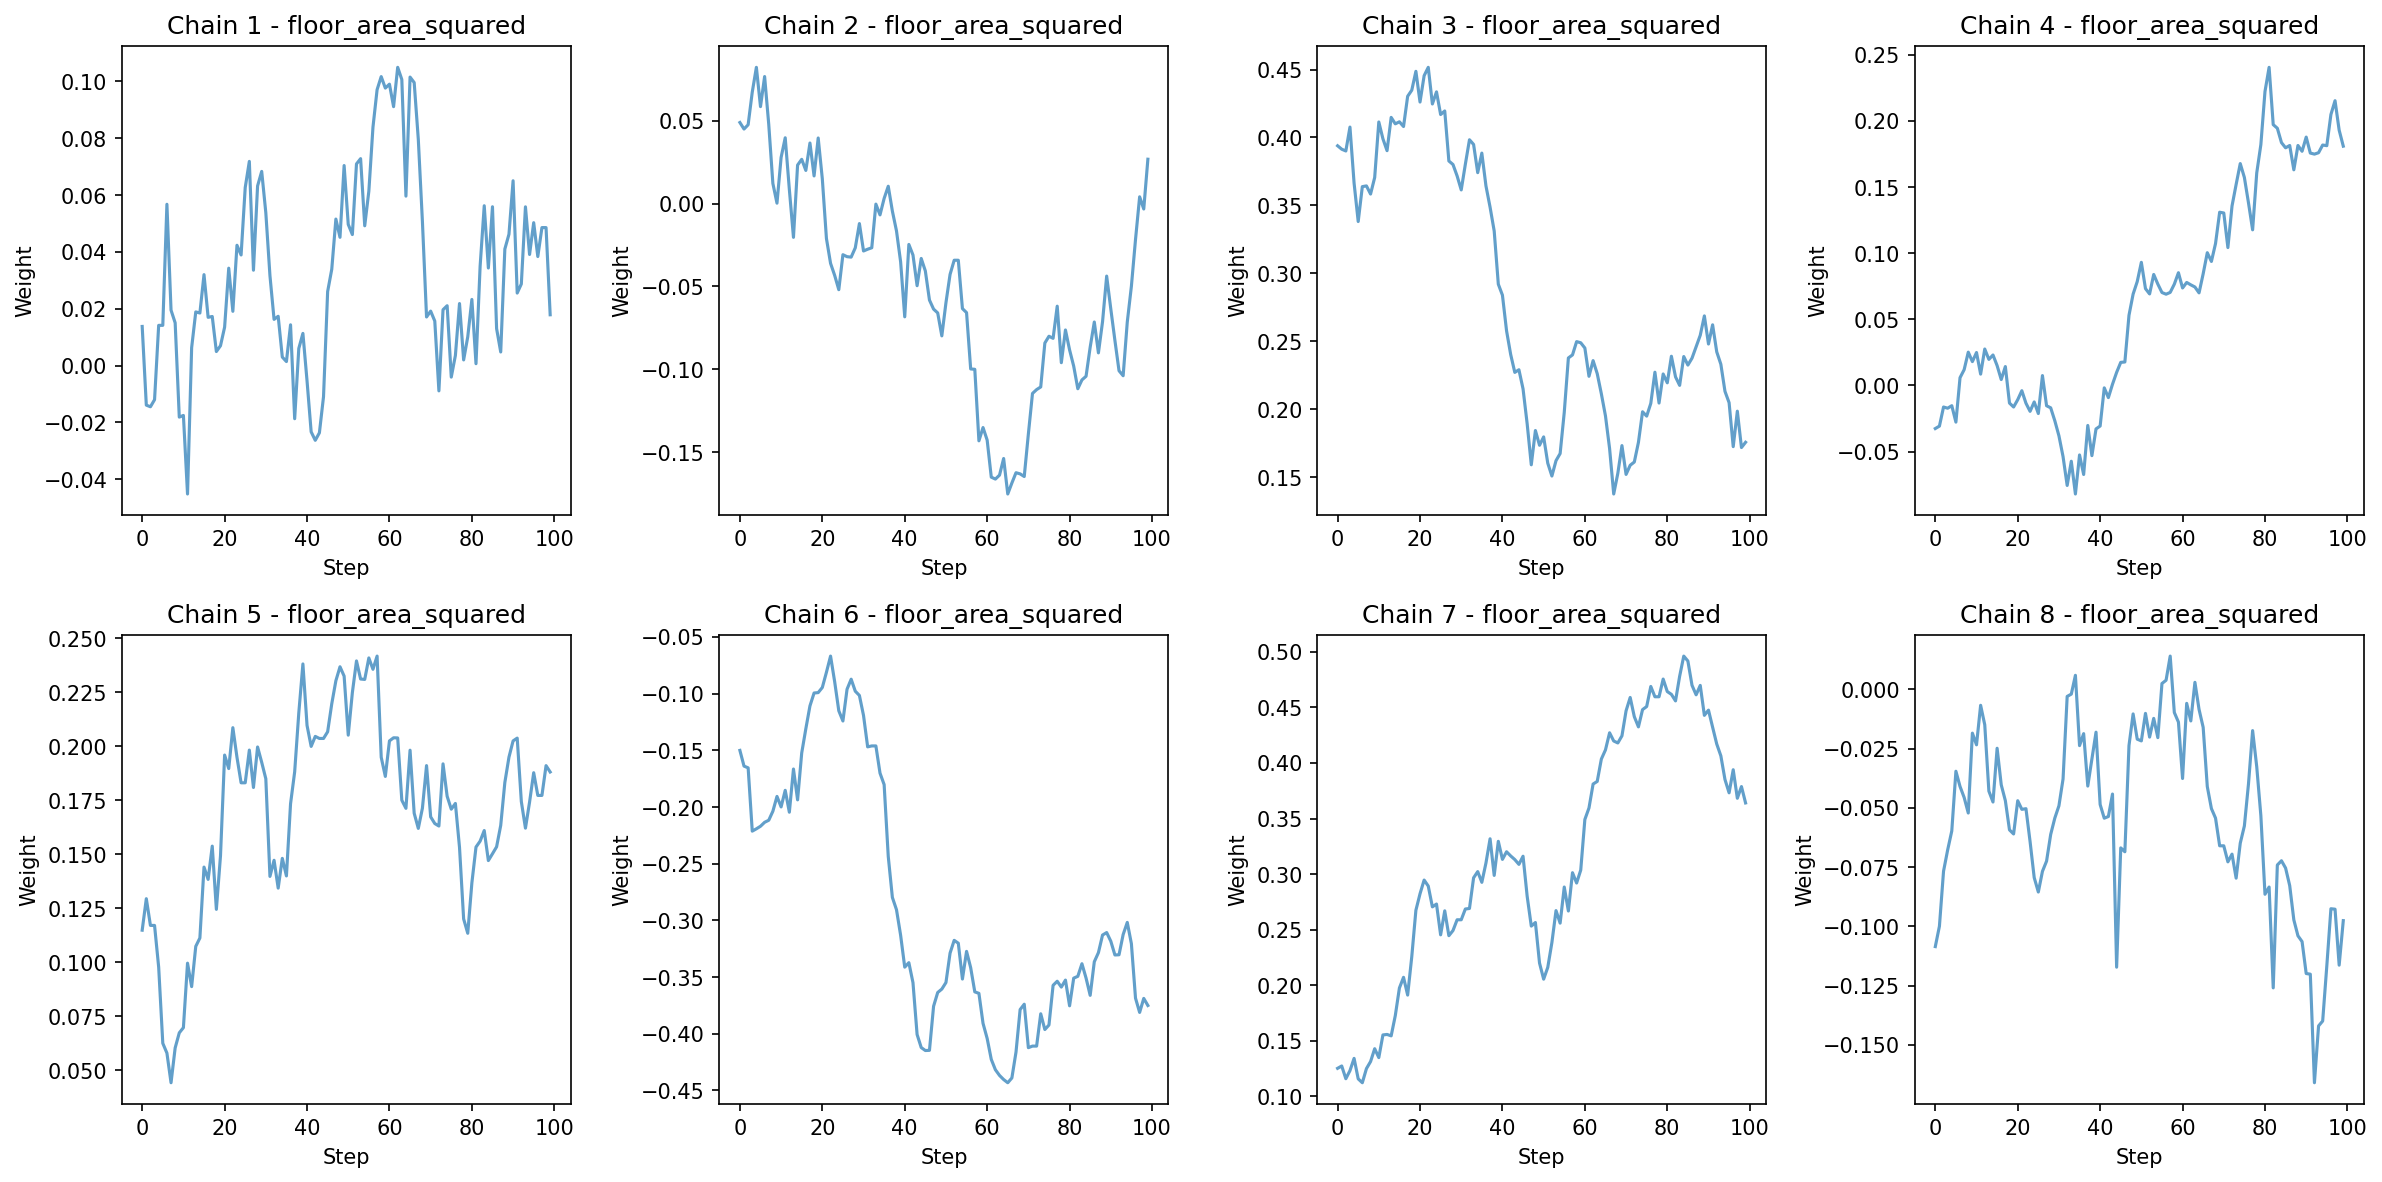 Chain 1 - floor_area_squared
Chain 2 - floor_area_squared
Chain 3 - floor_area_squared
Chain 4 - floor_area_squared
Weight
0.10
0.08
0.06
0.04
0.02
0.00
−0.02
−0.04
0 20 40 60 80 100
Step
Weight
0.05
0.00
−0.05
−0.10
−0.15
0 20 40 60 80 100
Step
Weight
0.45
0.40
0.35
0.30
0.25
0.20
0.15
0 20 40 60 80 100
Step
Weight
0.25
0.20
0.15
0.10
0.05
0.00
−0.05
0 20 40 60 80 100
Step
Chain 5 - floor_area_squared
Chain 6 - floor_area_squared
Chain 7 - floor_area_squared
Chain 8 - floor_area_squared
Weight
0.250
0.225
0.200
0.175
0.150
0.125
0.100
0.075
0.050
0 20 40 60 80 100
Step
Weight
−0.05
−0.10
−0.15
−0.20
−0.25
−0.30
−0.35
−0.40
−0.45
0 20 40 60 80 100
Step
Weight
0.50
0.45
0.40
0.35
0.30
0.25
0.20
0.15
0.10
0 20 40 60 80 100
Step
Weight
0.000
−0.025
−0.050
−0.075
−0.100
−0.125
−0.150
0 20 40 60 80 100
Step